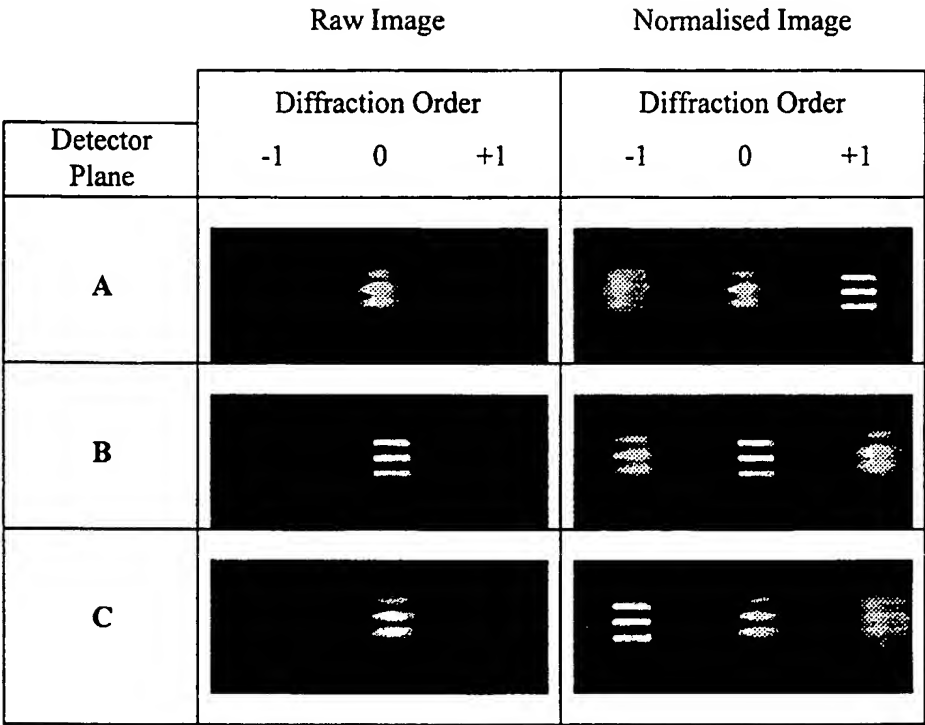 Raw Image Normalised Image
Diffraction Order Diffraction Order
Detector Plane -1 0 +1 -1 0 +1
A
B
C